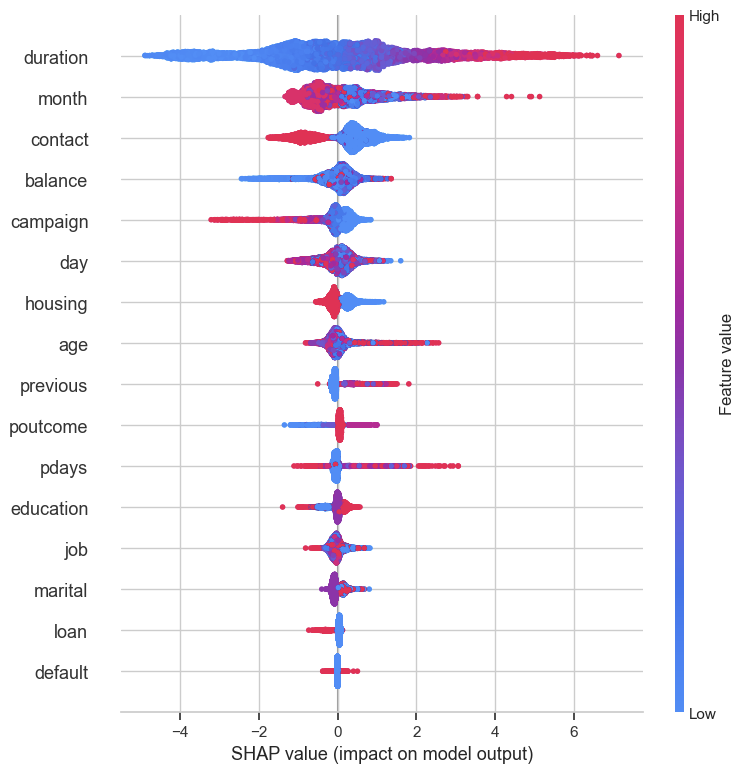 High
duration
month
contact
balance
campaign
day
housing
age
previous
poutcome
pdays
education
job
marital
loan
default
Feature value
Low
−4 −2 0 2 4 6
SHAP value (impact on model output)